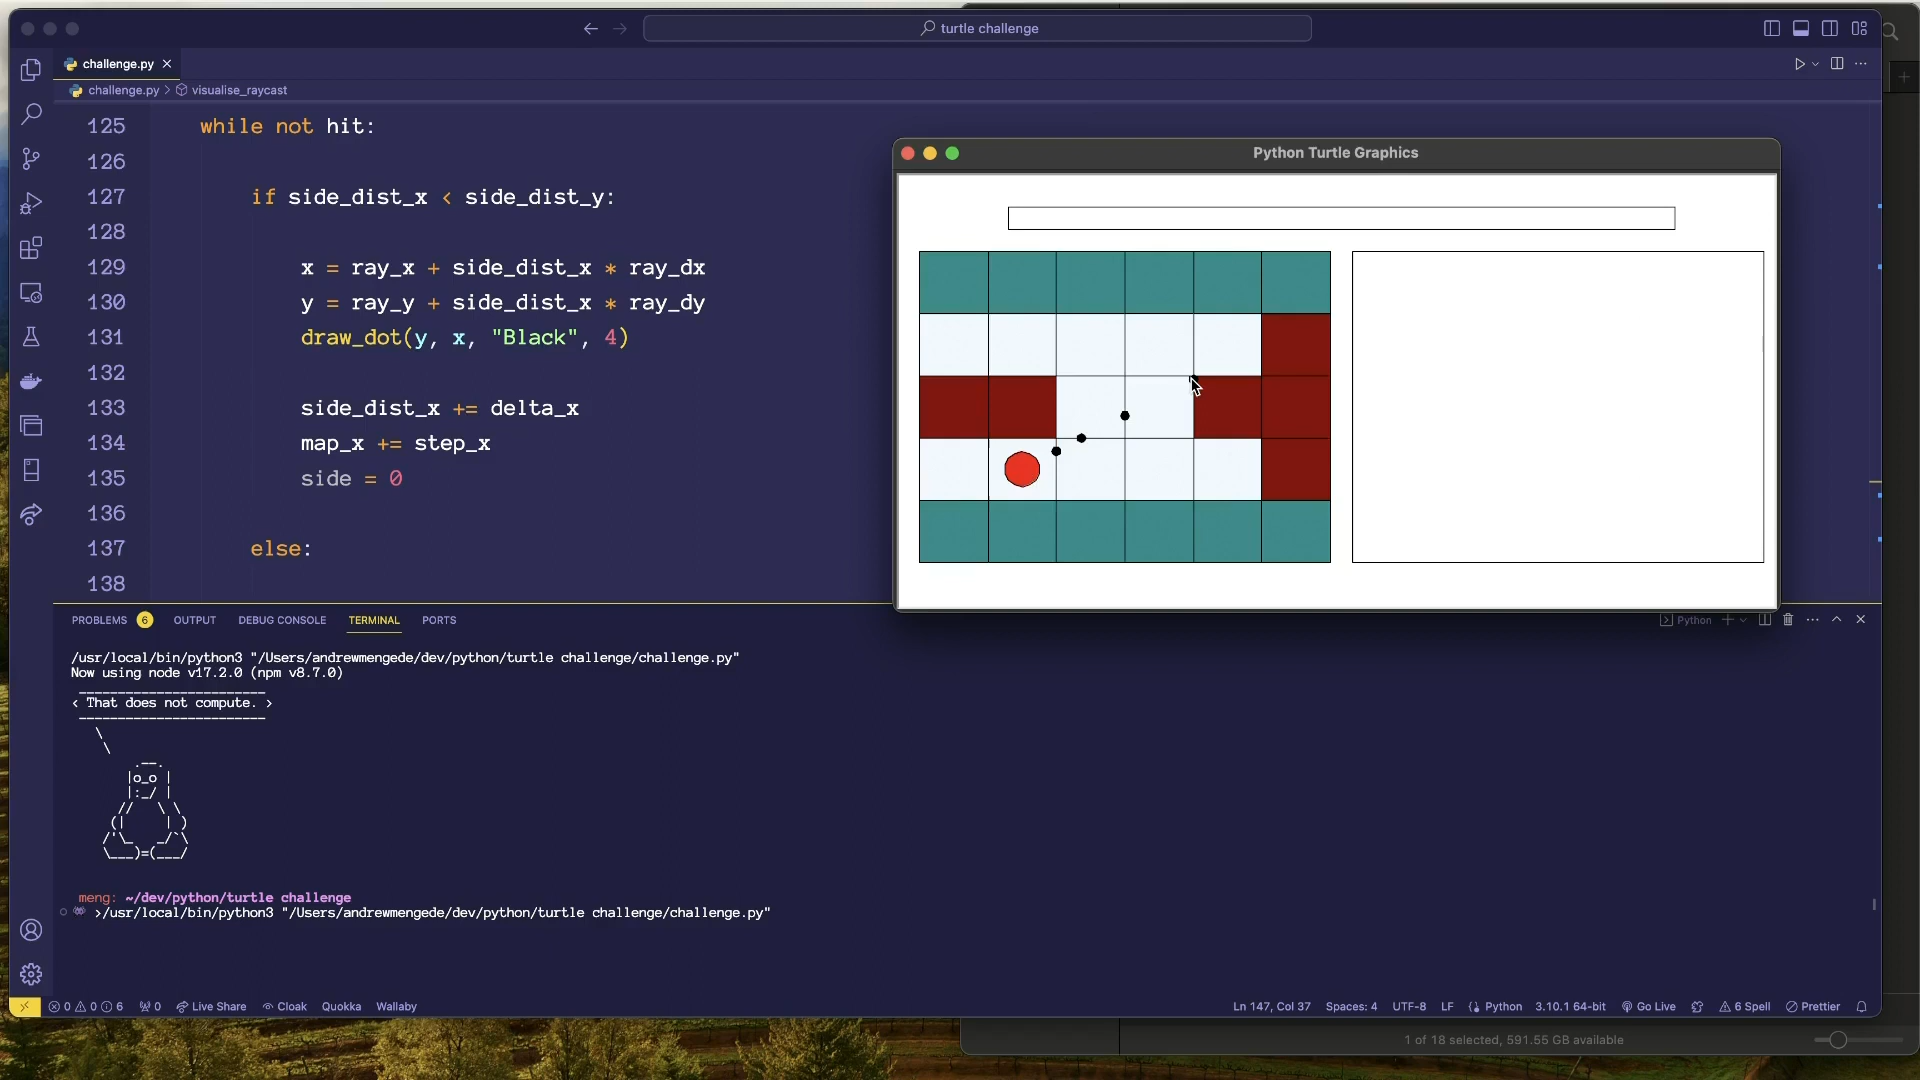 turtle challenge
challenge.py
challenge.py > visualise_raycast
125 while not hit:
126
127 if side_dist_x < side_dist_y:
128
129 x = ray_x + side_dist_x * ray_dx
130 y = ray_y + side_dist_x * ray_dy
131 draw_dot(y, x, "Black", 4)
132
133 side_dist_x += delta_x
134 map_x += step_x
135 side = 0
136
137 else:
138
Python Turtle Graphics
PROBLEMS 6 OUTPUT DEBUG CONSOLE TERMINAL PORTS
Python
/usr/local/bin/python3 "/Users/andrewmengede/dev/python/turtle challenge/challenge.py"
Now using node v17.2.0 (npm v8.7.0)
________________________
< That does not compute. >
------------------------
\
\
.--.
|o_o |
|:_/ |
// \ \
(| | )
/'\_ _/`\
\___)=(___/
meng: ~/dev/python/turtle challenge
>/usr/local/bin/python3 "/Users/andrewmengede/dev/python/turtle challenge/challenge.py"
0 0 6 0 Live Share Cloak Quokka Wallaby
Ln 147, Col 37 Spaces: 4 UTF-8 LF Python 3.10.1 64-bit Go Live 6 Spell Prettier
1 of 18 selected, 591.55 GB available